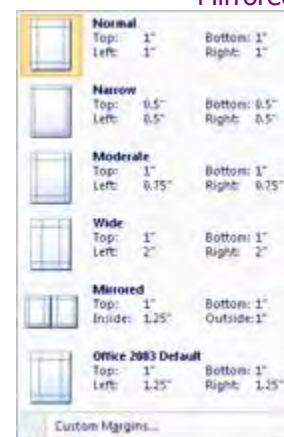 Mirrored
Normal
Top: 1" Bottom: 1"
Left: 1" Right: 1"
Narrow
Top: 0.5" Bottom: 0.5"
Left: 0.5" Right: 0.5"
Moderate
Top: 1" Bottom: 1"
Left: 0.75" Right: 0.75"
Wide
Top: 1" Bottom: 1"
Left: 2" Right: 2"
Mirrored
Top: 1" Bottom: 1"
Inside: 1.25" Outside: 1"
Office 2003 Default
Top: 1" Bottom: 1"
Left: 1.25" Right: 1.25"
Custom Margins...